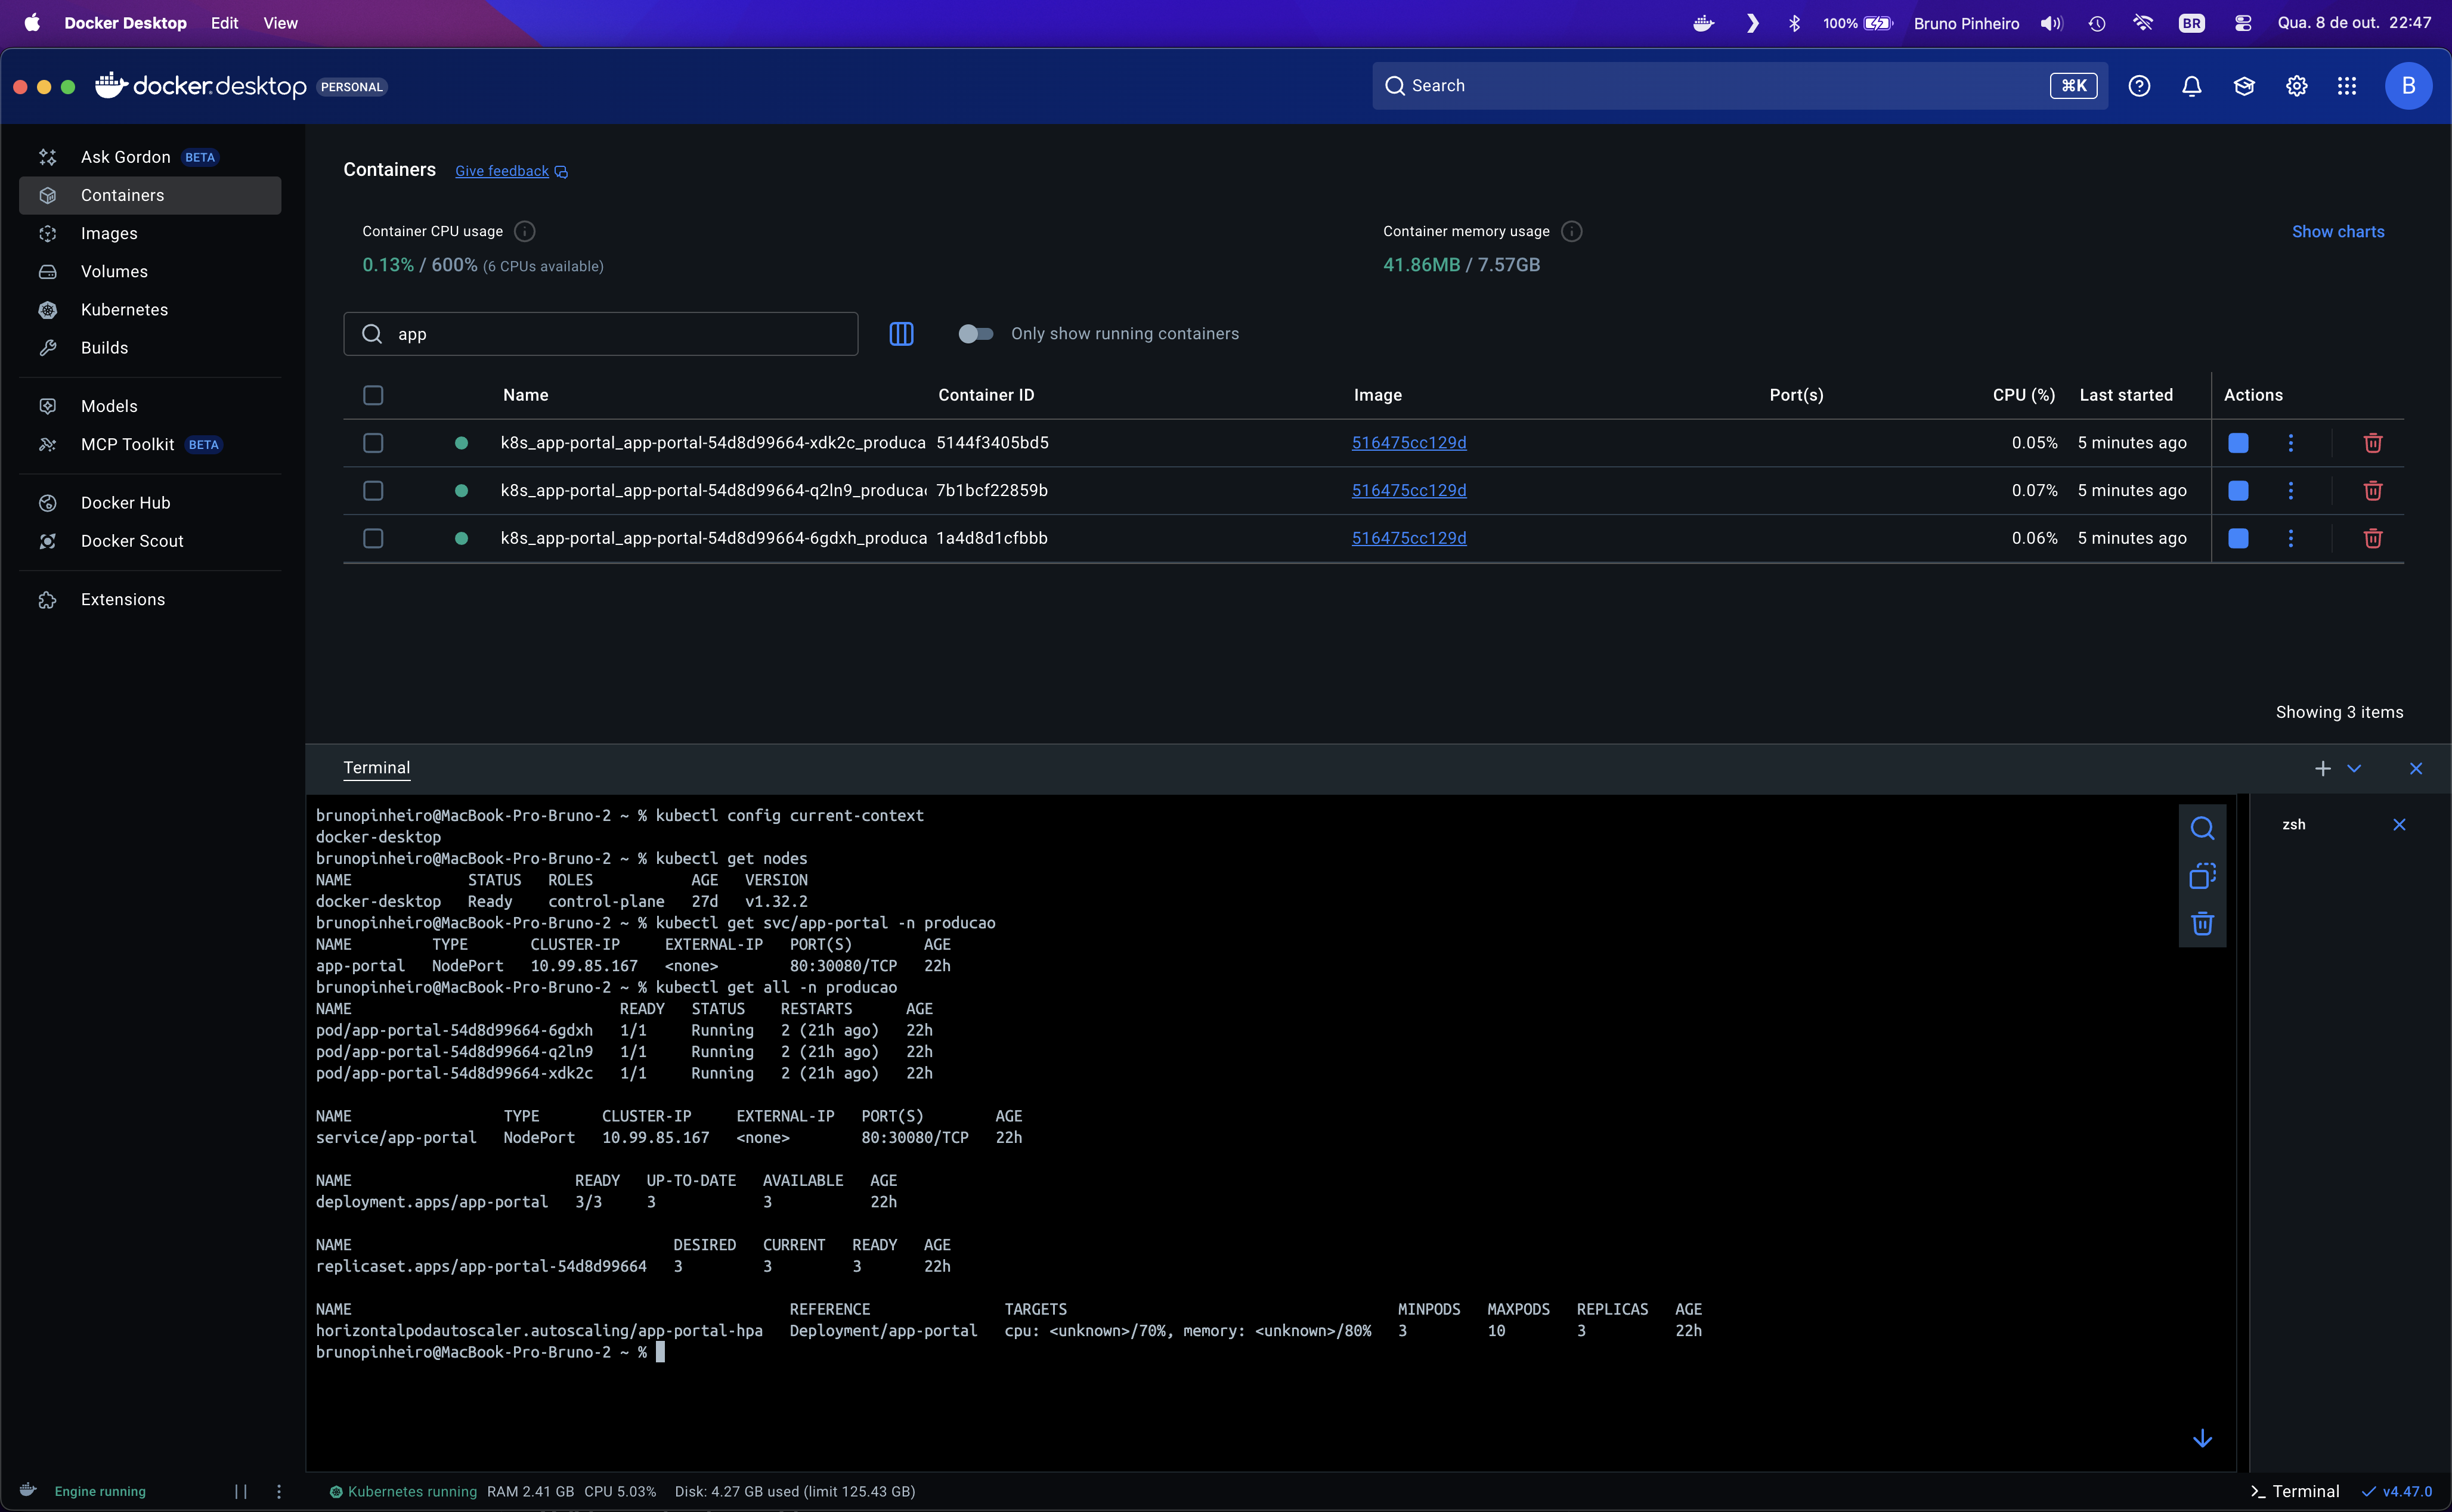 Docker Desktop Edit View 100% Bruno Pinheiro BR Qua. 8 de out. 22:47
docker.desktop PERSONAL Search ⌘K B
Ask Gordon BETA
Containers
Images
Volumes
Kubernetes
Builds
Models
MCP Toolkit BETA
Docker Hub
Docker Scout
Extensions
Containers Give feedback
Container CPU usage
0.13% / 600% (6 CPUs available)
Container memory usage
41.86MB / 7.57GB
Show charts
app
Only show running containers
Name Container ID Image Port(s) CPU (%) Last started Actions
k8s_app-portal_app-portal-54d8d99664-xdk2c_produca 5144f3405bd5 516475cc129d 0.05% 5 minutes ago
k8s_app-portal_app-portal-54d8d99664-q2ln9_produca 7b1bcf22859b 516475cc129d 0.07% 5 minutes ago
k8s_app-portal_app-portal-54d8d99664-6gdxh_produca 1a4d8d1cfbbb 516475cc129d 0.06% 5 minutes ago
Showing 3 items
Terminal
brunopinheiro@MacBook-Pro-Bruno-2 ~ % kubectl config current-context
docker-desktop
brunopinheiro@MacBook-Pro-Bruno-2 ~ % kubectl get nodes
NAME STATUS ROLES AGE VERSION
docker-desktop Ready control-plane 27d v1.32.2
brunopinheiro@MacBook-Pro-Bruno-2 ~ % kubectl get svc/app-portal -n producao
NAME TYPE CLUSTER-IP EXTERNAL-IP PORT(S) AGE
app-portal NodePort 10.99.85.167 <none> 80:30080/TCP 22h
brunopinheiro@MacBook-Pro-Bruno-2 ~ % kubectl get all -n producao
NAME READY STATUS RESTARTS AGE
pod/app-portal-54d8d99664-6gdxh 1/1 Running 2 (21h ago) 22h
pod/app-portal-54d8d99664-q2ln9 1/1 Running 2 (21h ago) 22h
pod/app-portal-54d8d99664-xdk2c 1/1 Running 2 (21h ago) 22h
NAME TYPE CLUSTER-IP EXTERNAL-IP PORT(S) AGE
service/app-portal NodePort 10.99.85.167 <none> 80:30080/TCP 22h
NAME READY UP-TO-DATE AVAILABLE AGE
deployment.apps/app-portal 3/3 3 3 22h
NAME DESIRED CURRENT READY AGE
replicaset.apps/app-portal-54d8d99664 3 3 3 22h
NAME REFERENCE TARGETS MINPODS MAXPODS REPLICAS AGE
horizontalpodautoscaler.autoscaling/app-portal-hpa Deployment/app-portal cpu: <unknown>/70%, memory: <unknown>/80% 3 10 3 22h
brunopinheiro@MacBook-Pro-Bruno-2 ~ %
zsh
Engine running Kubernetes running RAM 2.41 GB CPU 5.03% Disk: 4.27 GB used (limit 125.43 GB) Terminal v4.47.0